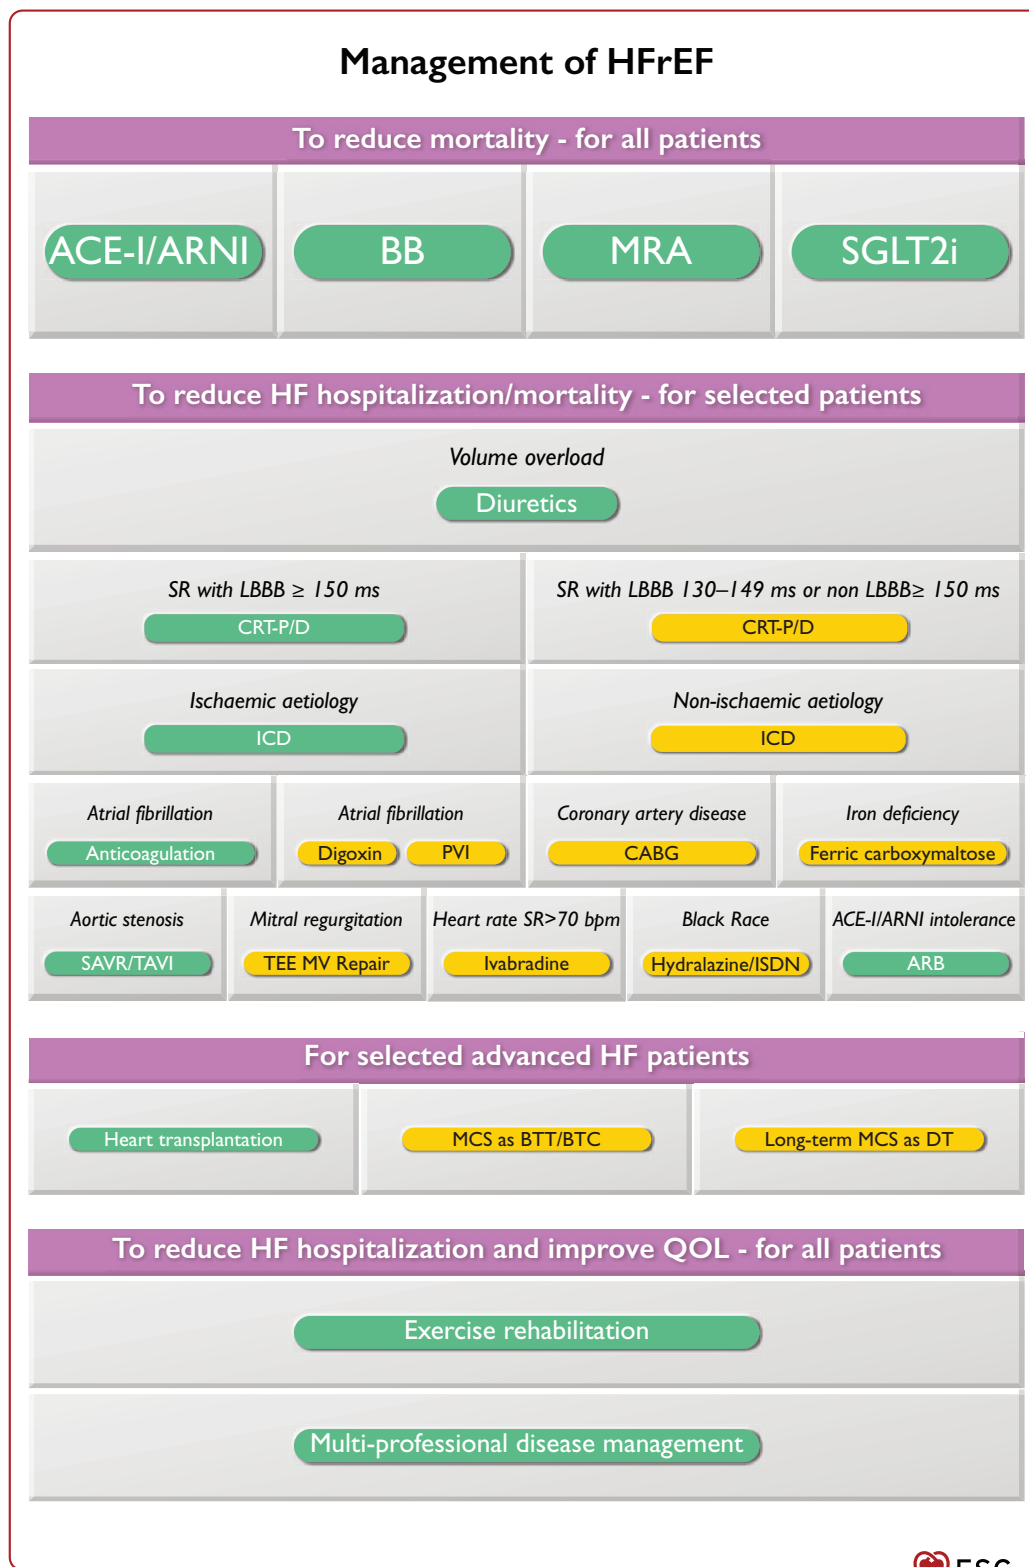 Management of HFrEF
To reduce mortality - for all patients
ACE-I/ARNI
BB
MRA
SGLT2i
To reduce HF hospitalization/mortality - for selected patients
Volume overload
Diuretics
SR with LBBB ≥ 150 ms
CRT-P/D
SR with LBBB 130–149 ms or non LBBB≥ 150 ms
CRT-P/D
Ischaemic aetiology
ICD
Non-ischaemic aetiology
ICD
Atrial fibrillation
Anticoagulation
Atrial fibrillation
Digoxin
PVI
Coronary artery disease
CABG
Iron deficiency
Ferric carboxymaltose
Aortic stenosis
SAVR/TAVI
Mitral regurgitation
TEE MV Repair
Heart rate SR>70 bpm
Ivabradine
Black Race
Hydralazine/ISDN
ACE-I/ARNI intolerance
ARB
For selected advanced HF patients
Heart transplantation
MCS as BTT/BTC
Long-term MCS as DT
To reduce HF hospitalization and improve QOL - for all patients
Exercise rehabilitation
Multi-professional disease management
ESC